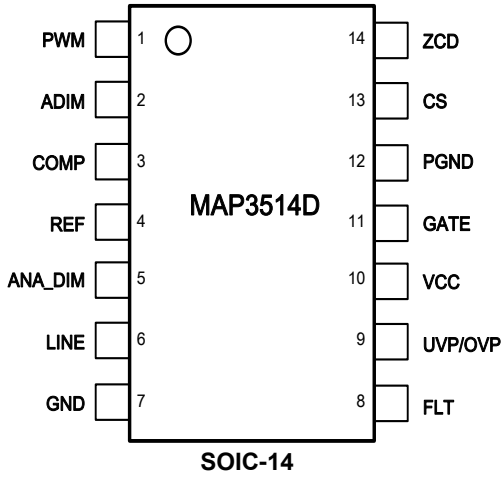 PWM 1 14 ZCD
ADIM 2 13 CS
COMP 3 12 PGND
MAP3514D
REF 4 11 GATE
ANA_DIM 5 10 VCC
LINE 6 9 UVP/OVP
GND 7 8 FLT
SOIC-14